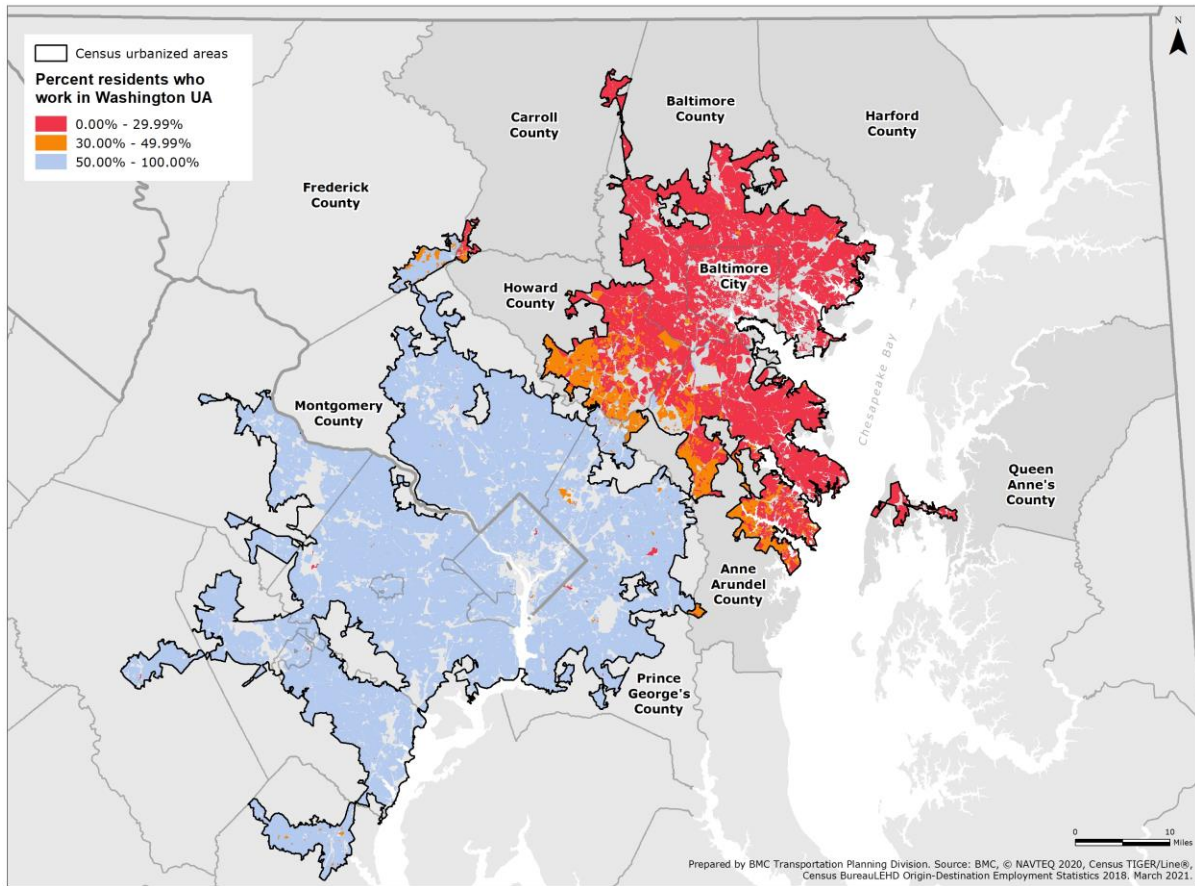 Census urbanized areas
Percent residents who
work in Washington UA
0.00% - 29.99%
30.00% - 49.99%
50.00% - 100.00%
N
Carroll
County
Baltimore
County
Harford
County
Frederick
County
Howard
County
Baltimore
City
Montgomery
County
Chesapeake Bay
Queen
Anne's
County
Anne
Arundel
County
Prince
George's
County
0 10
Miles
Prepared by BMC Transportation Planning Division. Source: BMC, © NAVTEQ 2020, Census TIGER/Line®,
Census BureauLEHD Origin-Destination Employment Statistics 2018. March 2021.